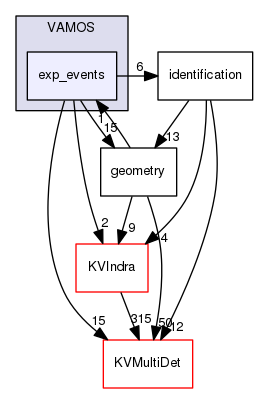 VAMOS
exp_events
6
identification
1
15
13
geometry
2
9
4
KVIndra
15
315
50
12
KVMultiDet